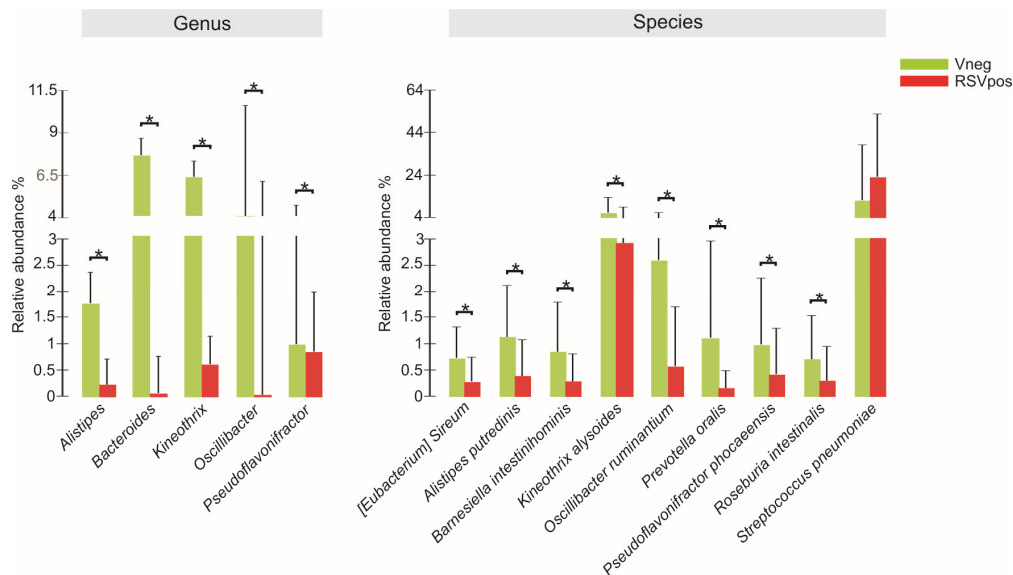 Genus
Species
Vneg
RSVpos
Relative abundance %
11.5
9
6.5
4
3
2.5
2
1.5
1
0.5
0
*
*
*
*
*
Alistipes
Bacteroides
Kineothrix
Oscillibacter
Pseudoflavonifractor
Relative abundance %
64
44
24
4
3
2.5
2
1.5
1
0.5
0
*
*
*
*
*
*
*
*
[Eubacterium] Sireum
Alistipes putredinis
Barnesiella intestinihominis
Kineothrix alysoides
Oscillibacter ruminantium
Prevotella oralis
Pseudoflavonifractor phocaeensis
Roseburia intestinalis
Streptococcus pneumoniae